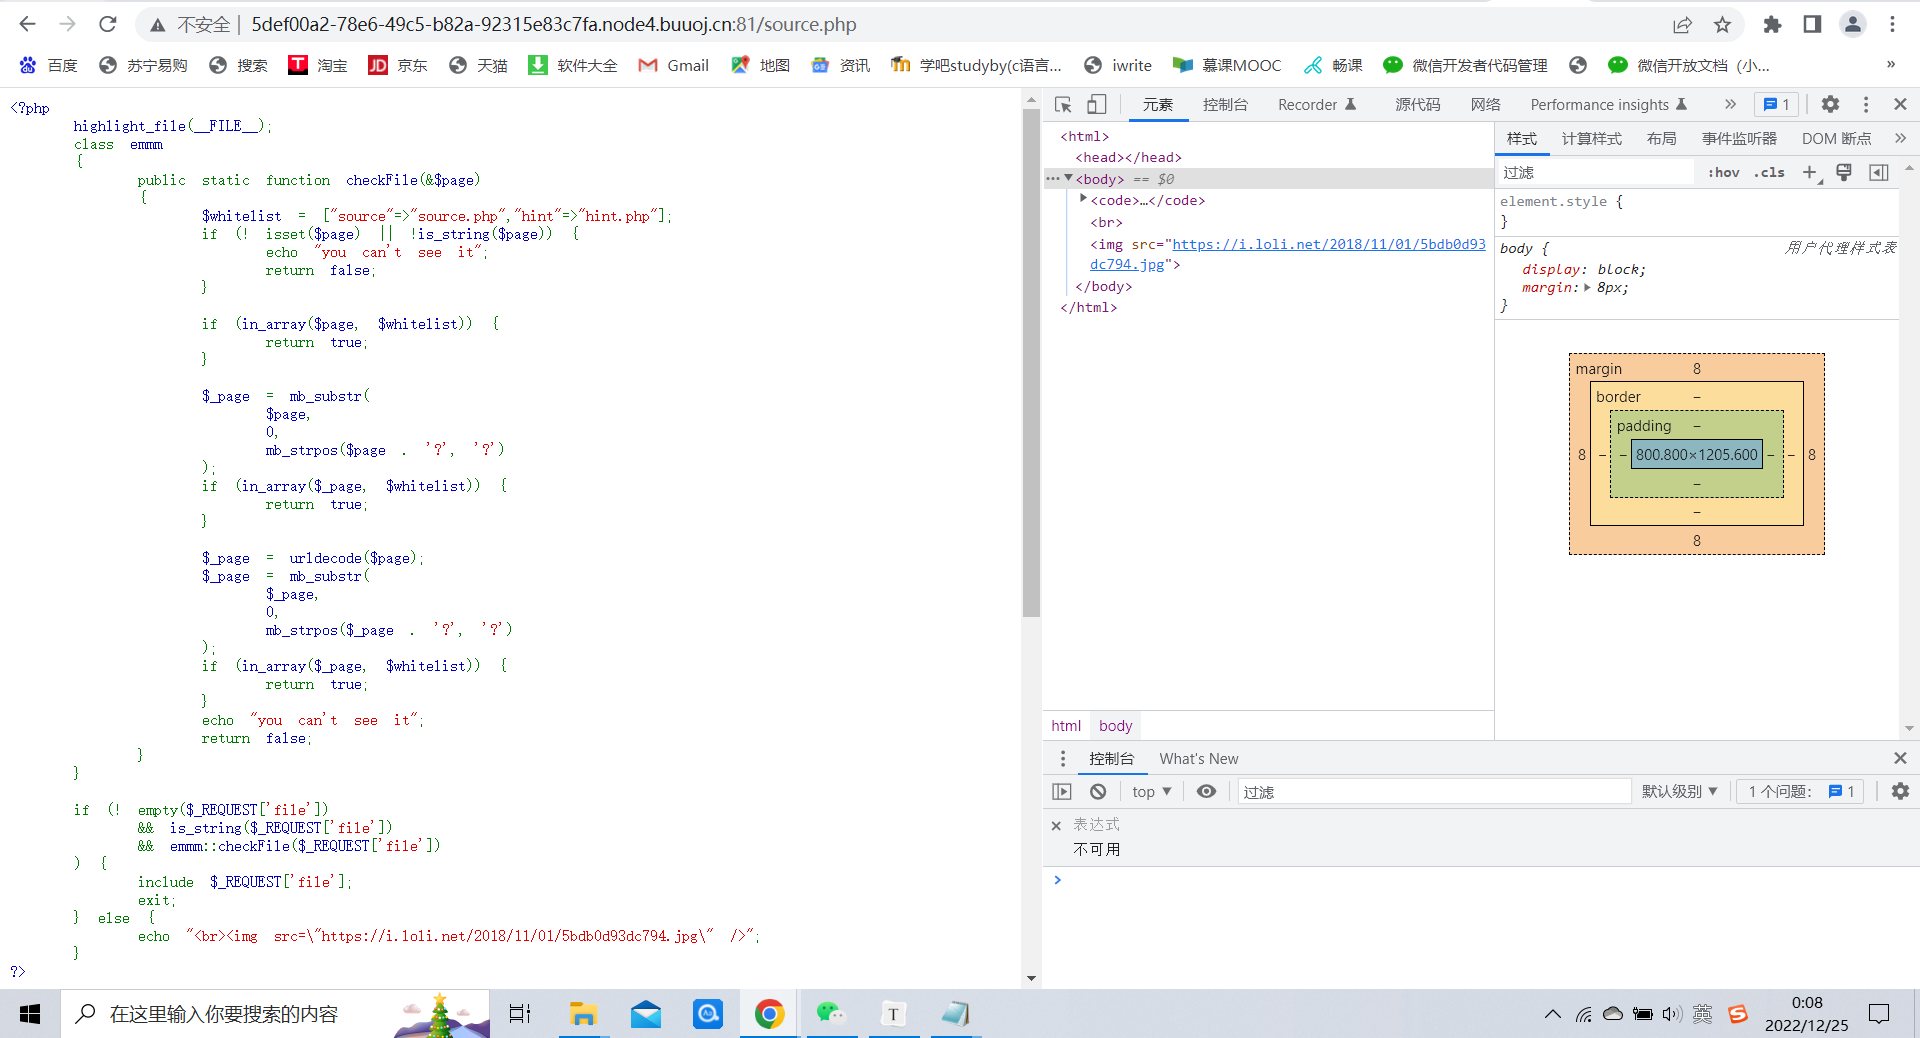 不安全 | 5def00a2-78e6-49c5-b82a-92315e83c7fa.node4.buuoj.cn:81/source.php
百度 苏宁易购 搜索 淘宝 京东 天猫 软件大全 Gmail 地图 资讯 学吧studyby(c语言... iwrite 慕课MOOC 畅课 微信开发者代码管理 微信开放文档（小... »
<?php
highlight_file(__FILE__);
class emmm
{
public static function checkFile(&$page)
{
$whitelist = ["source"=>"source.php","hint"=>"hint.php"];
if (! isset($page) || !is_string($page)) {
echo "you can't see it";
return false;
}
if (in_array($page, $whitelist)) {
return true;
}
$_page = mb_substr(
$page,
0,
mb_strpos($page . '?', '?')
);
if (in_array($_page, $whitelist)) {
return true;
}
$_page = urldecode($page);
$_page = mb_substr(
$_page,
0,
mb_strpos($_page . '?', '?')
);
if (in_array($_page, $whitelist)) {
return true;
}
echo "you can't see it";
return false;
}
}
if (! empty($_REQUEST['file'])
&& is_string($_REQUEST['file'])
&& emmm::checkFile($_REQUEST['file'])
) {
include $_REQUEST['file'];
exit;
} else {
echo "<br><img src=\"https://i.loli.net/2018/11/01/5bdb0d93dc794.jpg\" />";
}
?>
元素 控制台 Recorder 源代码 网络 Performance insights » 1
<html>
<head></head>
<body> == $0
<code>…</code>
<br>
<img src="https://i.loli.net/2018/11/01/5bdb0d93
dc794.jpg">
</body>
</html>
html body
样式 计算样式 布局 事件监听器 DOM 断点 »
过滤 :hov .cls
element.style {
}
body { 用户代理样式表
display: block;
margin: 8px;
}
margin 8
border –
padding –
8 – – 800.800×1205.600 – – 8
–
–
8
控制台 What's New
top 过滤 默认级别 1 个问题： 1
表达式
不可用
在这里输入你要搜索的内容
T
英
0:08
2022/12/25